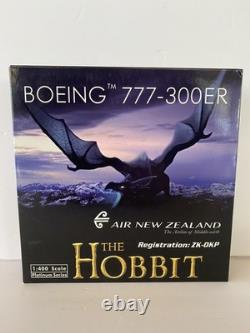 BOEING™ 777-300ER
AIR NEW ZEALAND
The Airline of Middle-earth
Registration: ZK-OKP
THE
HOBBIT
1:400 Scale
Platinum Series